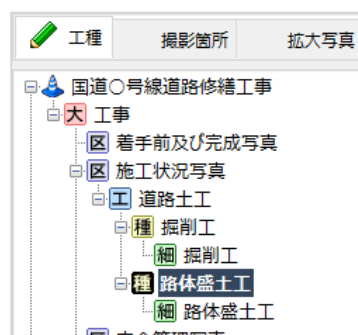 工種 撮影箇所 拡大写真
国道○号線道路修繕工事
大 工事
区 着手前及び完成写真
区 施工状況写真
工 道路土工
種 掘削工
細 掘削工
種 路体盛土工
細 路体盛土工